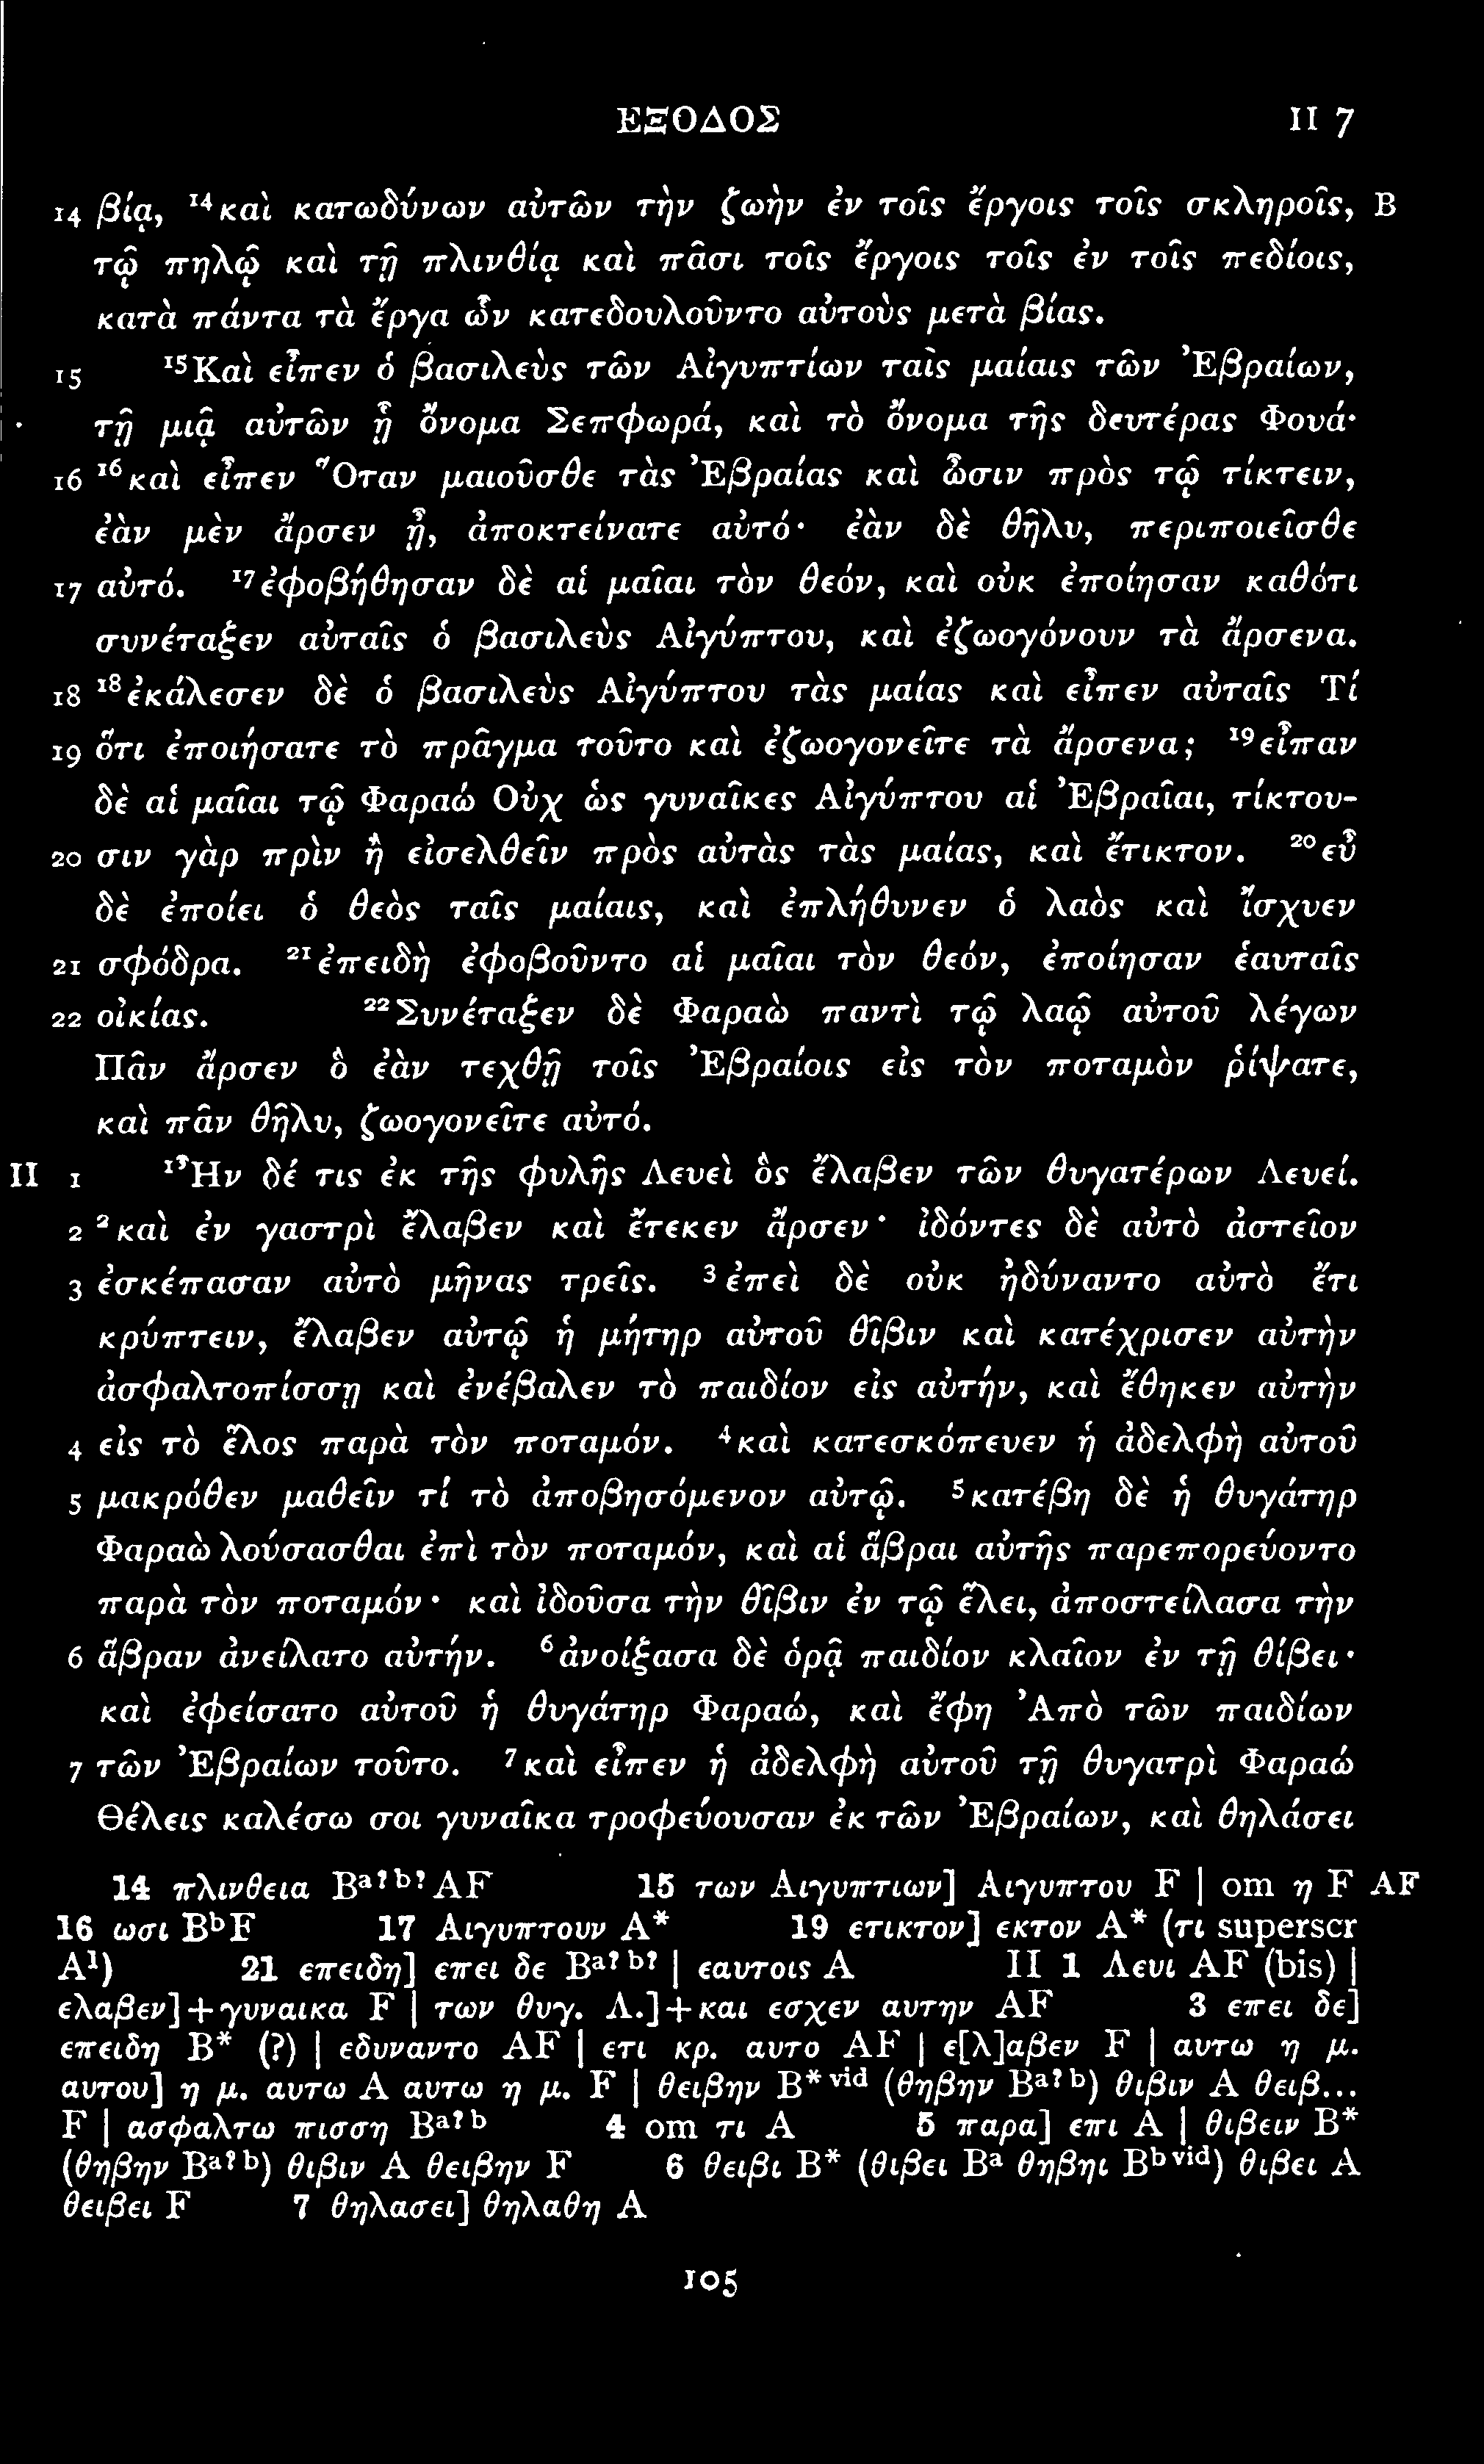 ΕΞΟΔΟΣ II 7
14 βίᾳ, ¹⁴καὶ κατωδύνων αὐτῶν τὴν ζωὴν ἐν τοῖς ἔργοις τοῖς σκληροῖς, B
τῷ πηλῷ καὶ τῇ πλινθίᾳ καὶ πᾶσι τοῖς ἔργοις τοῖς ἐν τοῖς πεδίοις,
κατὰ πάντα τὰ ἔργα ὧν κατεδουλοῦντο αὐτοὺς μετὰ βίας.
15 ¹⁵Καὶ εἶπεν ὁ βασιλεὺς τῶν Αἰγυπτίων ταῖς μαίαις τῶν Ἐβραίων,
τῇ μιᾷ αὐτῶν ᾗ ὄνομα Σεπφωρά, καὶ τὸ ὄνομα τῆς δευτέρας Φουά·
16 ¹⁶καὶ εἶπεν Ὅταν μαιοῦσθε τὰς Ἐβραίας καὶ ὦσιν πρὸς τῷ τίκτειν,
ἐὰν μὲν ἄρσεν ᾖ, ἀποκτείνατε αὐτό· ἐὰν δὲ θῆλυ, περιποιεῖσθε
17 αὐτό. ¹⁷ἐφοβήθησαν δὲ αἱ μαῖαι τὸν θεόν, καὶ οὐκ ἐποίησαν καθότι
συνέταξεν αὐταῖς ὁ βασιλεὺς Αἰγύπτου, καὶ ἐζωογόνουν τὰ ἄρσενα.
18 ¹⁸ἐκάλεσεν δὲ ὁ βασιλεὺς Αἰγύπτου τὰς μαίας καὶ εἶπεν αὐταῖς Τί
19 ὅτι ἐποιήσατε τὸ πρᾶγμα τοῦτο καὶ ἐζωογονεῖτε τὰ ἄρσενα; ¹⁹εἶπαν
δὲ αἱ μαῖαι τῷ Φαραώ Οὐχ ὡς γυναῖκες Αἰγύπτου αἱ Ἐβραῖαι, τίκτου-
20 σιν γὰρ πρὶν ἢ εἰσελθεῖν πρὸς αὐτὰς τὰς μαίας, καὶ ἔτικτον. ²⁰εὖ
δὲ ἐποίει ὁ θεὸς ταῖς μαίαις, καὶ ἐπλήθυνεν ὁ λαὸς καὶ ἴσχυεν
21 σφόδρα. ²¹ἐπειδὴ ἐφοβοῦντο αἱ μαῖαι τὸν θεόν, ἐποίησαν ἑαυταῖς
22 οἰκίας. ²²Συνέταξεν δὲ Φαραὼ παντὶ τῷ λαῷ αὐτοῦ λέγων
Πᾶν ἄρσεν ὃ ἐὰν τεχθῇ τοῖς Ἐβραίοις εἰς τὸν ποταμὸν ῥίψατε,
καὶ πᾶν θῆλυ, ζωογονεῖτε αὐτό.
II 1 ¹Ἦν δέ τις ἐκ τῆς φυλῆς Λευεὶ ὃς ἔλαβεν τῶν θυγατέρων Λευεί.
2 ²καὶ ἐν γαστρὶ ἔλαβεν καὶ ἔτεκεν ἄρσεν· ἰδόντες δὲ αὐτὸ ἀστεῖον
3 ἐσκέπασαν αὐτὸ μῆνας τρεῖς. ³ἐπεὶ δὲ οὐκ ἠδύναντο αὐτὸ ἔτι
κρύπτειν, ἔλαβεν αὐτῷ ἡ μήτηρ αὐτοῦ θῖβιν καὶ κατέχρισεν αὐτὴν
ἀσφαλτοπίσσῃ καὶ ἐνέβαλεν τὸ παιδίον εἰς αὐτήν, καὶ ἔθηκεν αὐτὴν
4 εἰς τὸ ἕλος παρὰ τὸν ποταμόν. ⁴καὶ κατεσκόπευεν ἡ ἀδελφὴ αὐτοῦ
5 μακρόθεν μαθεῖν τί τὸ ἀποβησόμενον αὐτῷ. ⁵κατέβη δὲ ἡ θυγάτηρ
Φαραὼ λούσασθαι ἐπὶ τὸν ποταμόν, καὶ αἱ ἅβραι αὐτῆς παρεπορεύοντο
παρὰ τὸν ποταμόν· καὶ ἰδοῦσα τὴν θῖβιν ἐν τῷ ἕλει, ἀποστείλασα τὴν
6 ἅβραν ἀνείλατο αὐτήν. ⁶ἀνοίξασα δὲ ὁρᾷ παιδίον κλαῖον ἐν τῇ θίβει·
καὶ ἐφείσατο αὐτοῦ ἡ θυγάτηρ Φαραώ, καὶ ἔφη Ἀπὸ τῶν παιδίων
7 τῶν Ἐβραίων τοῦτο. ⁷καὶ εἶπεν ἡ ἀδελφὴ αὐτοῦ τῇ θυγατρὶ Φαραώ
Θέλεις καλέσω σοι γυναῖκα τροφεύουσαν ἐκ τῶν Ἐβραίων, καὶ θηλάσει
14 πλινθεια Bᵃ?ᵇ? AF 15 των Αιγυπτιων] Αιγυπτου F | om η F AF
16 ωσι BᵇF 17 Αιγυπτουν A* 19 ετικτον] εκτον A* (τι superscr
A¹) 21 επειδη] επει δε Bᵃ?ᵇ? | εαυτοις A II 1 Λευι AF (bis) |
ελαβεν]+γυναικα F | των θυγ. Λ.]+και εσχεν αυτην AF 3 επει δε]
επειδη B* (?) | εδυναντο AF | ετι κρ. αυτο AF | ε[λ]αβεν F | αυτω η μ.
αυτου] η μ. αυτω A αυτω η μ. F | θειβην B*ᵛⁱᵈ (θηβην Bᵃ?ᵇ) θιβιν A θειβ...
F | ασφαλτω πισση Bᵃ?ᵇ 4 om τι A 5 παρα] επι A | θιβειν B*
(θηβην Bᵃ?ᵇ) θιβιν A θειβην F 6 θειβι B* (θιβει Bᵃ θηβηι Bᵇᵛⁱᵈ) θιβει A
θειβει F 7 θηλασει] θηλαθη A
105